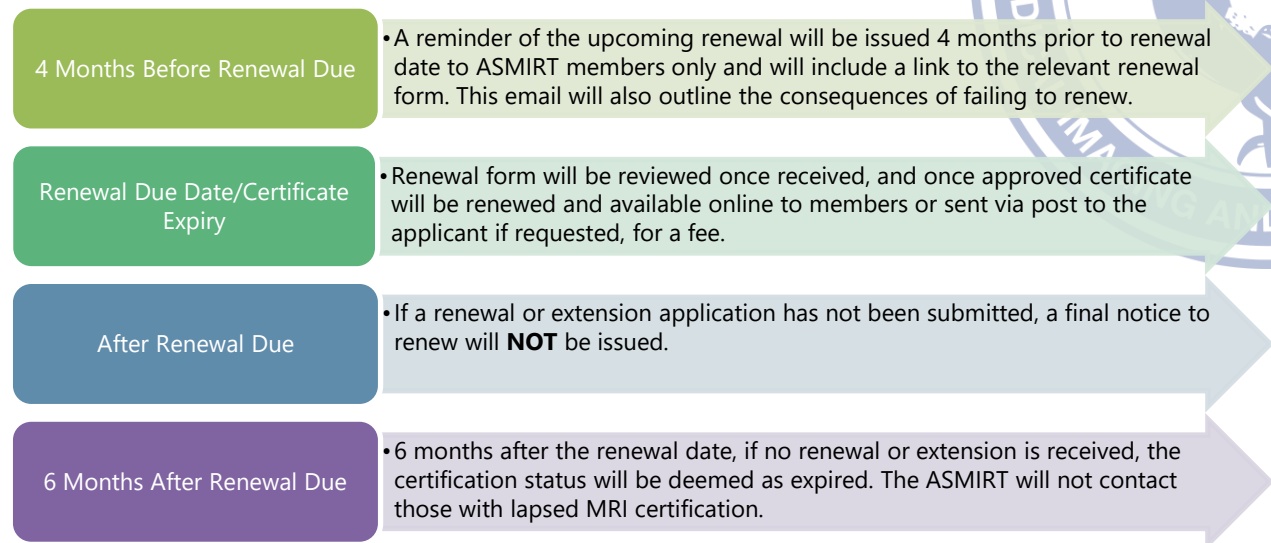 4 Months Before Renewal Due
•A reminder of the upcoming renewal will be issued 4 months prior to renewal
date to ASMIRT members only and will include a link to the relevant renewal
form. This email will also outline the consequences of failing to renew.
Renewal Due Date/Certificate
Expiry
•Renewal form will be reviewed once received, and once approved certificate
will be renewed and available online to members or sent via post to the
applicant if requested, for a fee.
After Renewal Due
•If a renewal or extension application has not been submitted, a final notice to
renew will NOT be issued.
6 Months After Renewal Due
•6 months after the renewal date, if no renewal or extension is received, the
certification status will be deemed as expired. The ASMIRT will not contact
those with lapsed MRI certification.